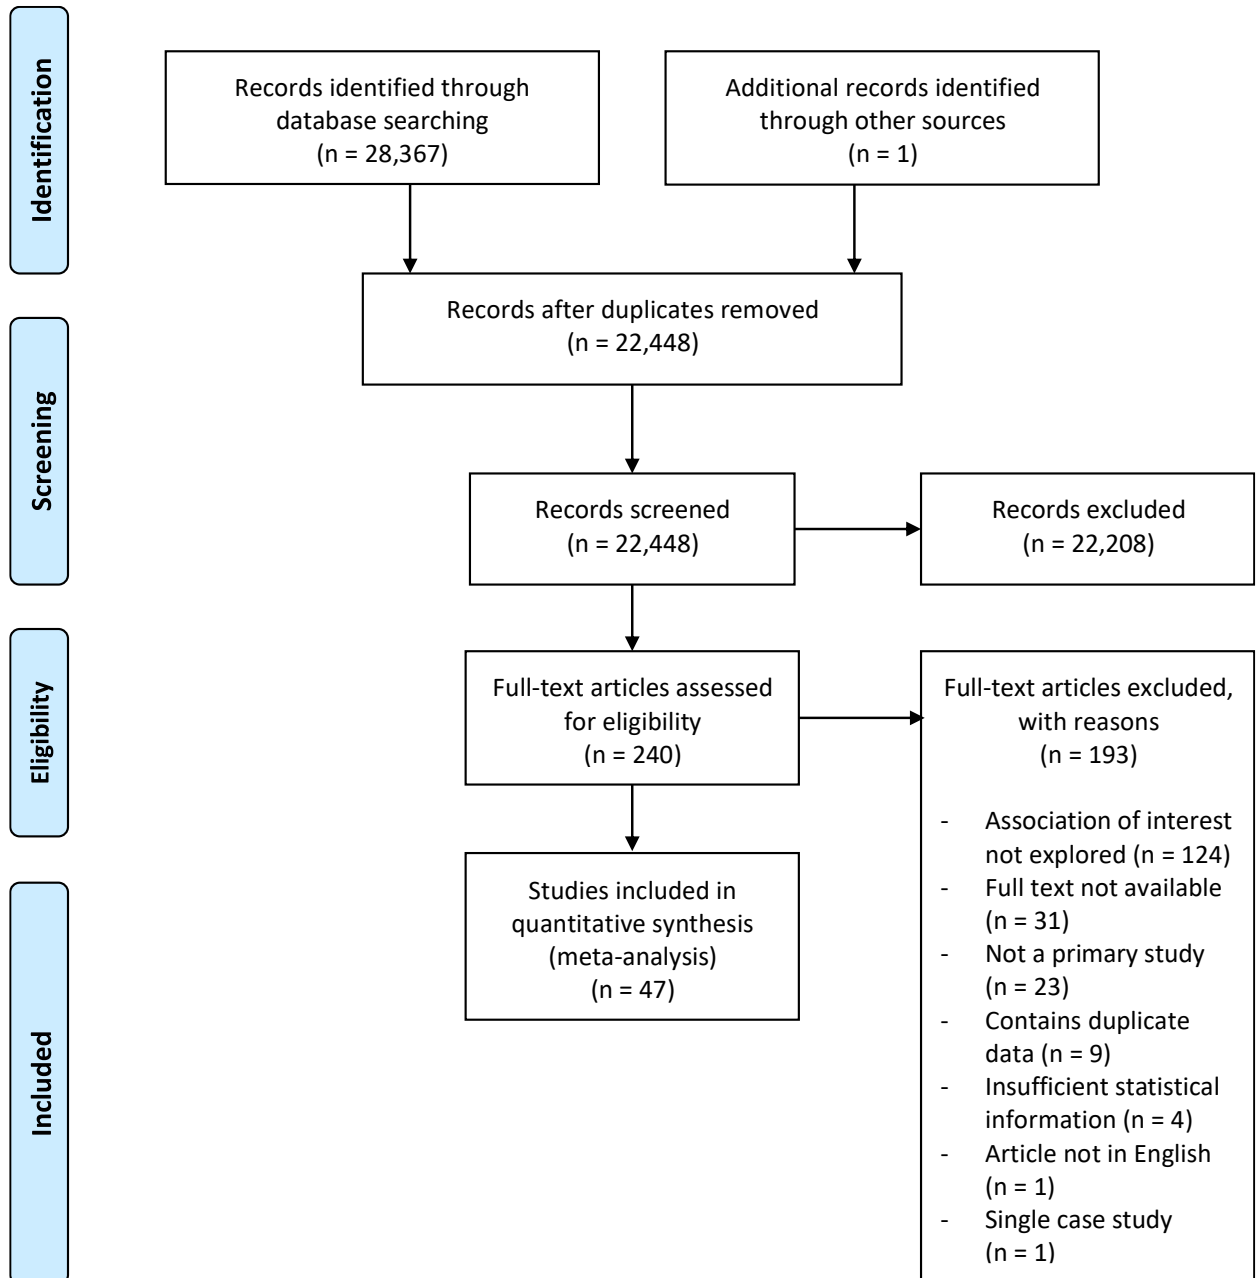 Identification
Records identified through
database searching
(n = 28,367)
Additional records identified
through other sources
(n = 1)
Records after duplicates removed
(n = 22,448)
Screening
Records screened
(n = 22,448)
Records excluded
(n = 22,208)
Eligibility
Full-text articles assessed
for eligibility
(n = 240)
Full-text articles excluded,
with reasons
(n = 193)
- Association of interest
not explored (n = 124)
- Full text not available
(n = 31)
- Not a primary study
(n = 23)
- Contains duplicate
data (n = 9)
- Insufficient statistical
information (n = 4)
- Article not in English
(n = 1)
- Single case study
(n = 1)
Included
Studies included in
quantitative synthesis
(meta-analysis)
(n = 47)